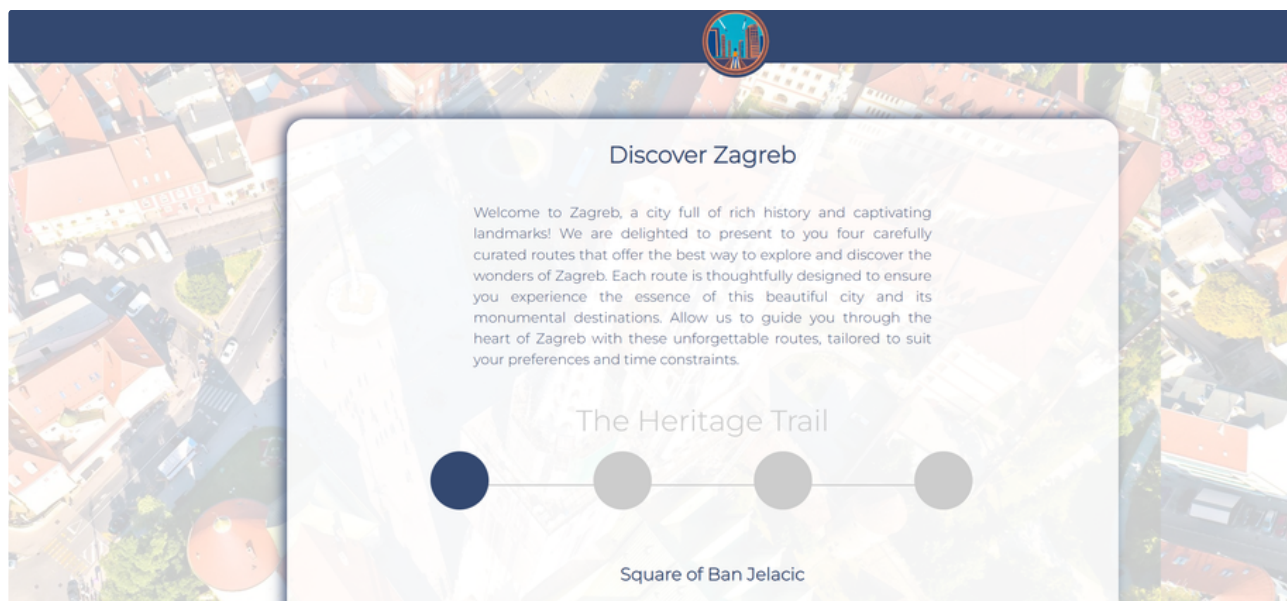 Discover Zagreb
Welcome to Zagreb, a city full of rich history and captivating
landmarks! We are delighted to present to you four carefully
curated routes that offer the best way to explore and discover the
wonders of Zagreb. Each route is thoughtfully designed to ensure
you experience the essence of this beautiful city and its
monumental destinations. Allow us to guide you through the
heart of Zagreb with these unforgettable routes, tailored to suit
your preferences and time constraints.
The Heritage Trail
Square of Ban Jelacic